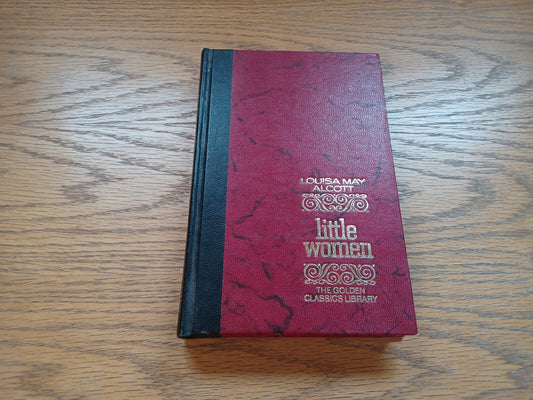 LOUISA MAY
ALCOTT
little
women
THE GOLDEN
CLASSICS LIBRARY